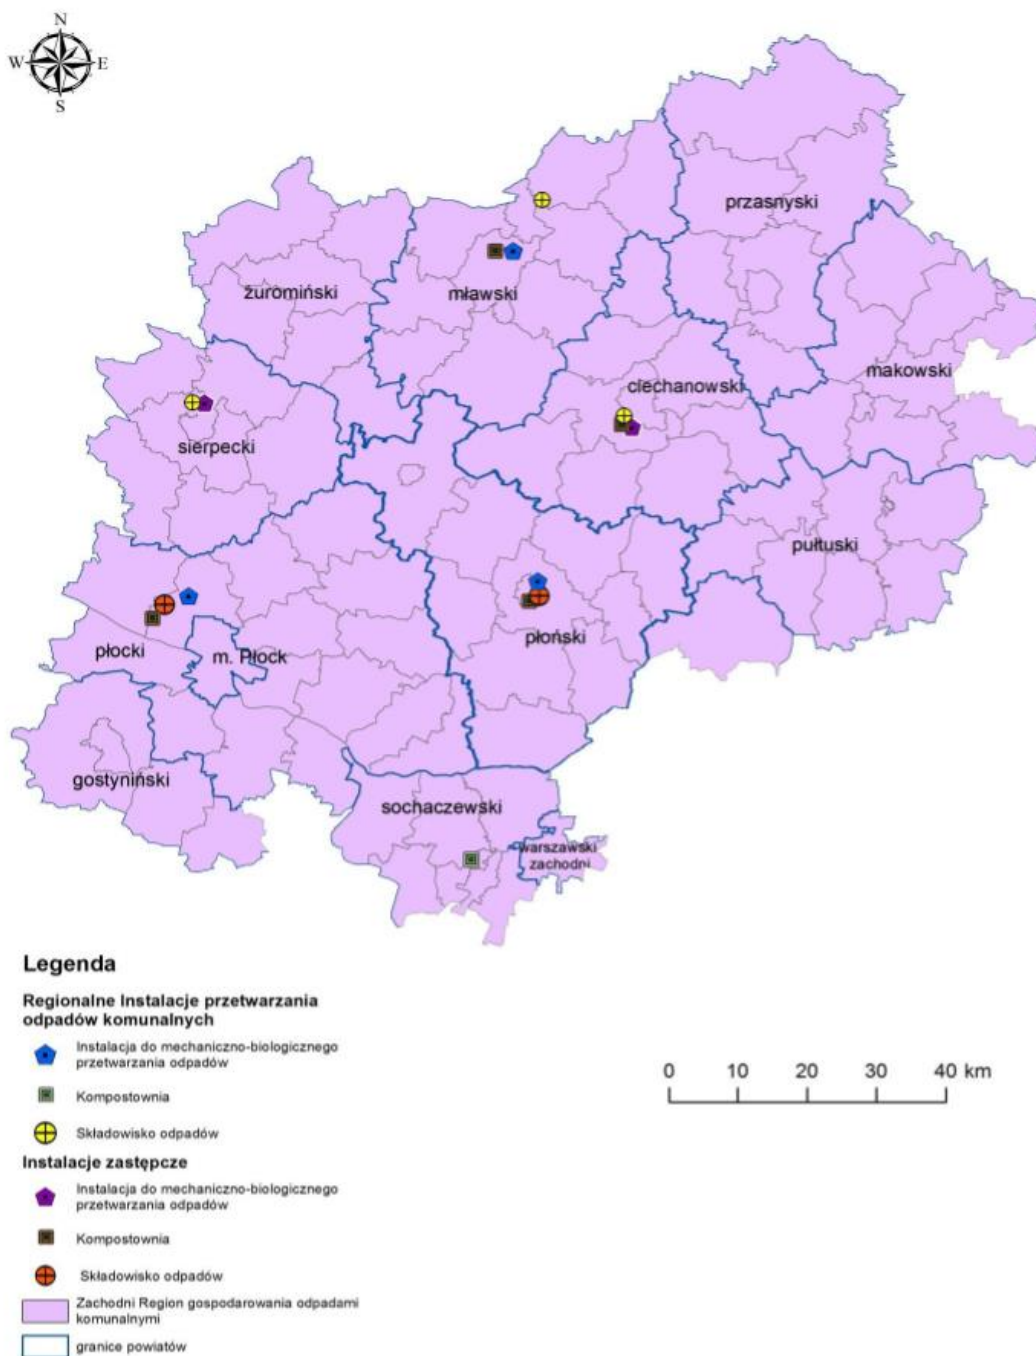 N
W E
S
przasnyski
żuromiński
mławski
makowski
ciechanowski
sierpecki
pułtuski
płoński
płocki
m. Płock
gostyniński
sochaczewski
warszawski
zachodni
Legenda
Regionalne Instalacje przetwarzania
odpadów komunalnych
Instalacja do mechaniczno-biologicznego
przetwarzania odpadów
Kompostownia
Składowisko odpadów
Instalacje zastępcze
Instalacja do mechaniczno-biologicznego
przetwarzania odpadów
Kompostownia
Składowisko odpadów
Zachodni Region gospodarowania odpadami
komunalnymi
granice powiatów
0 10 20 30 40 km